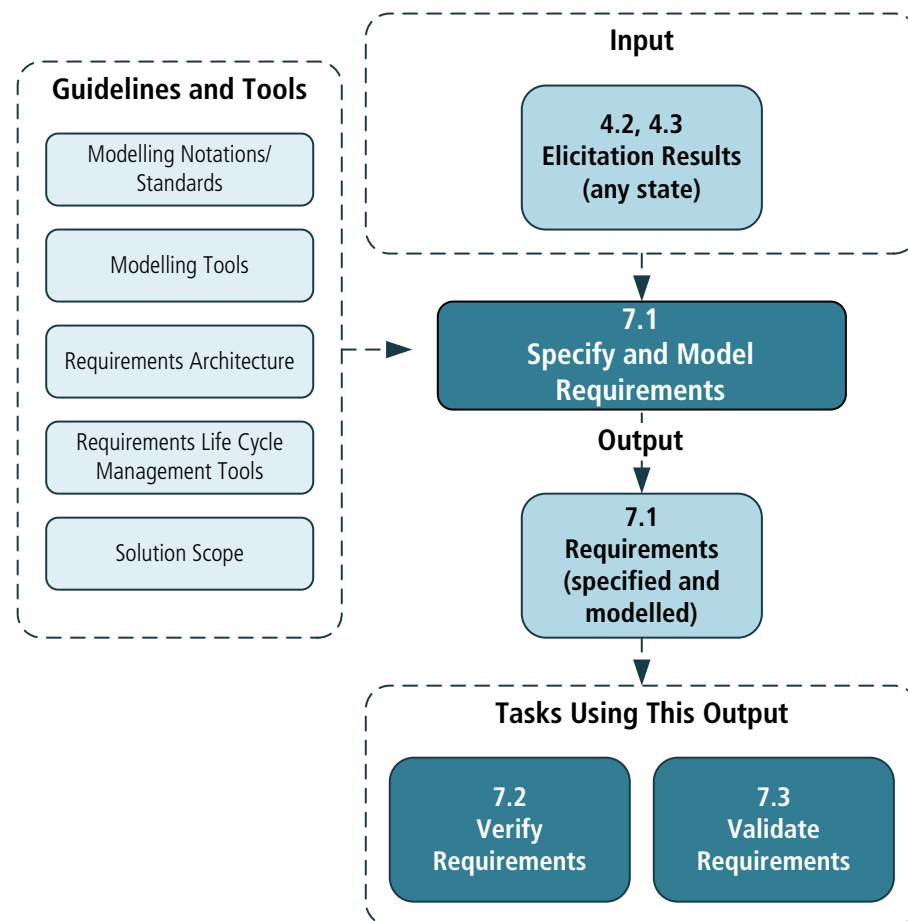 Input
4.2, 4.3
Elicitation Results
(any state)
Guidelines and Tools
Modelling Notations/
Standards
Modelling Tools
Requirements Architecture
Requirements Life Cycle
Management Tools
Solution Scope
7.1
Specify and Model
Requirements
Output
7.1
Requirements
(specified and
modelled)
Tasks Using This Output
7.2
Verify
Requirements
7.3
Validate
Requirements